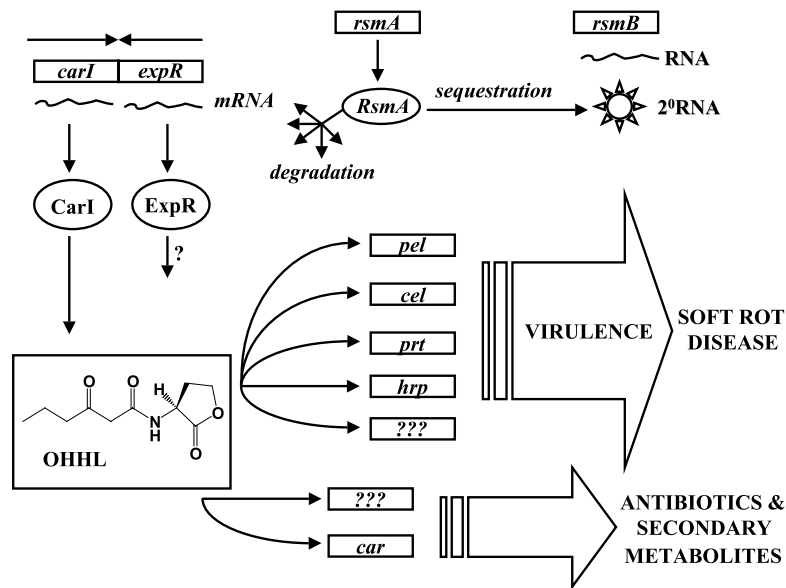 rsmA
rsmB
carI expR
RNA
mRNA
RsmA
sequestration
2⁰RNA
degradation
CarI
ExpR
?
pel
cel
prt
hrp
???
VIRULENCE
SOFT ROT
DISEASE
O
O
H
N
H
O
O
OHHL
???
car
ANTIBIOTICS &
SECONDARY
METABOLITES